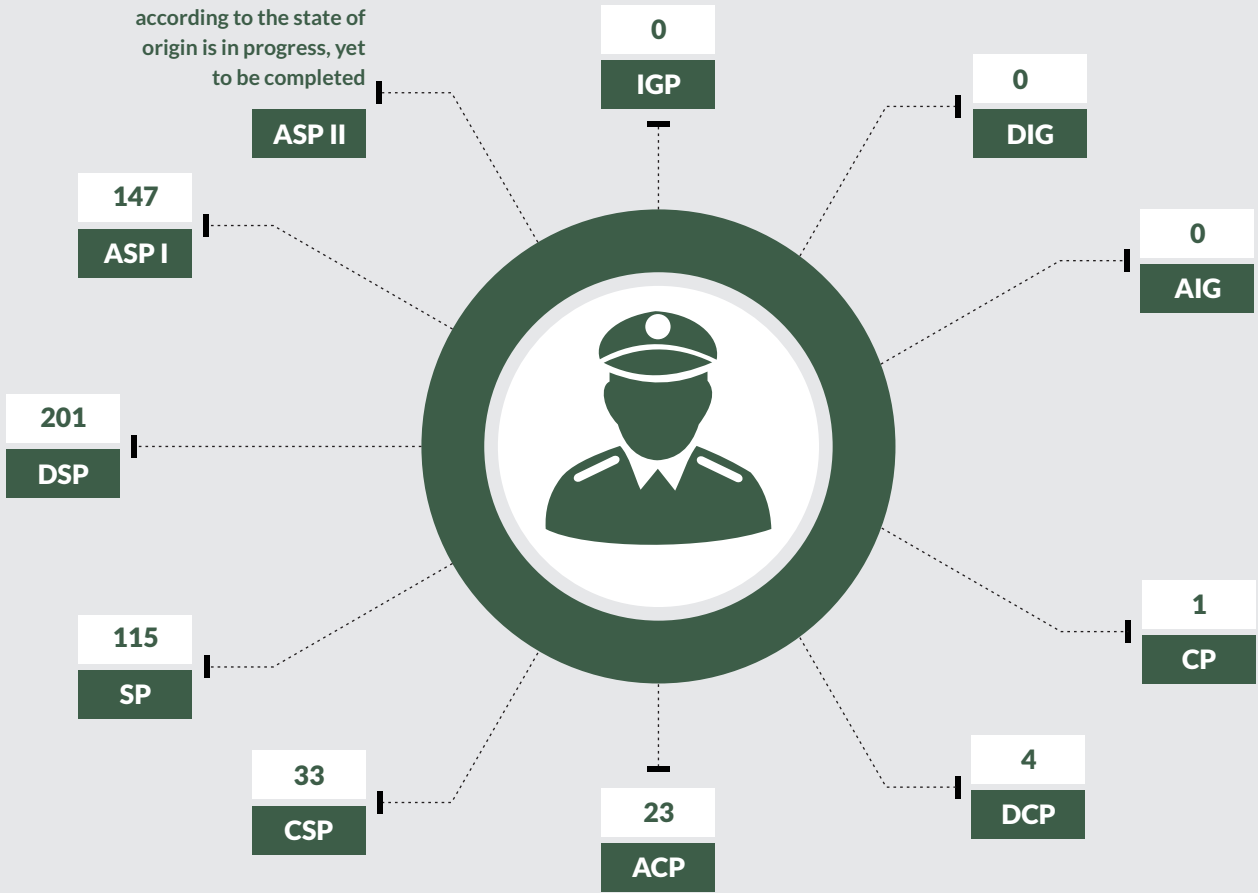 according to the state of
origin is in progress, yet
to be completed
ASP II
0
IGP
0
DIG
0
AIG
1
CP
4
DCP
23
ACP
33
CSP
115
SP
201
DSP
147
ASP I